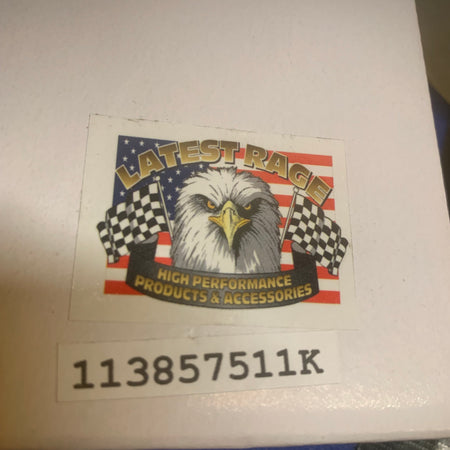 LATEST RAGE
HIGH PERFORMANCE
PRODUCTS & ACCESSORIES
113857511K